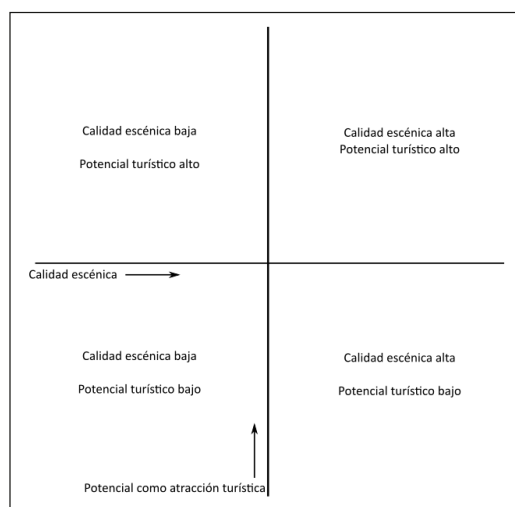 Calidad escénica baja
Potencial turístico alto
Calidad escénica alta
Potencial turístico alto
Calidad escénica
Calidad escénica baja
Potencial turístico bajo
Calidad escénica alta
Potencial turístico bajo
Potencial como atracción turística